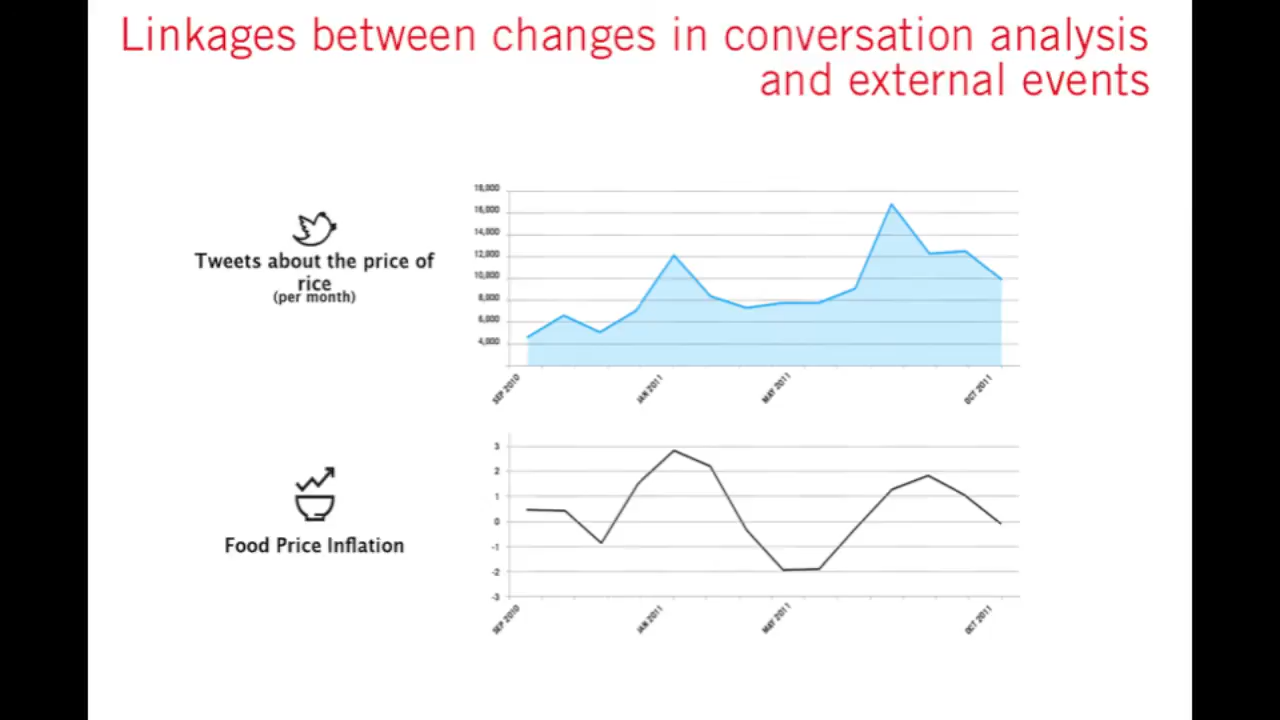 Linkages between changes in conversation analysis
and external events
Tweets about the price of
rice
(per month)
18,000
16,000
14,000
12,000
10,000
8,000
6,000
4,000
SEP 2010
JAN 2011
MAY 2011
OCT 2011
Food Price Inflation
3
2
1
0
-1
-2
-3
SEP 2010
JAN 2011
MAY 2011
OCT 2011